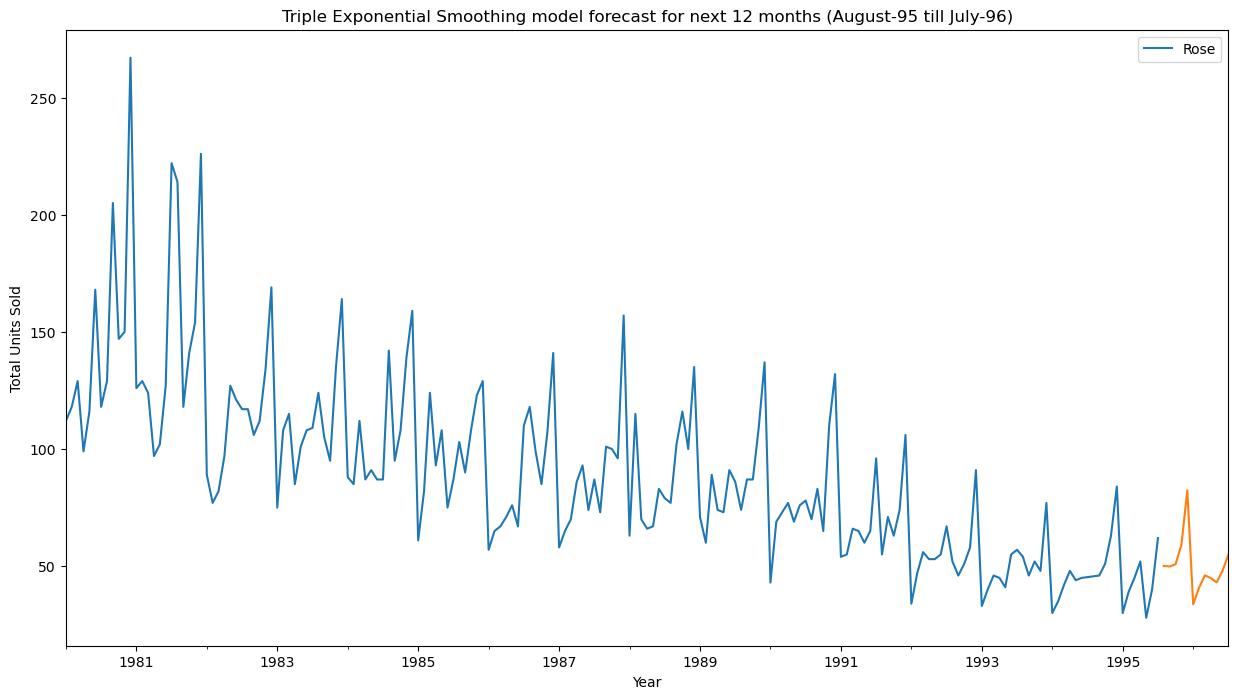 Triple Exponential Smoothing model forecast for next 12 months (August-95 till July-96)
Rose
250
200
150
100
50
Total Units Sold
1981 1983 1985 1987 1989 1991 1993 1995
Year